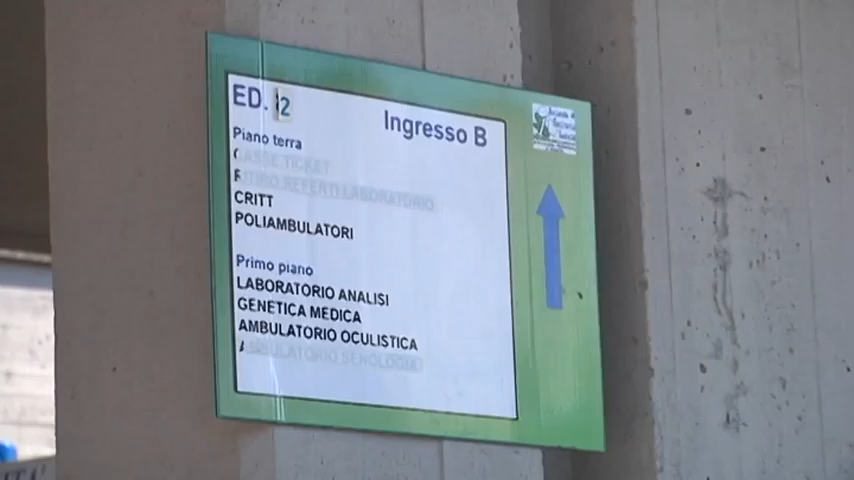 ED. 2
Ingresso B
Piano terra
CASSE TICKET
RITIRO REFERTI LABORATORIO
CRITT
POLIAMBULATORI
Primo piano
LABORATORIO ANALISI
GENETICA MEDICA
AMBULATORIO OCULISTICA
AMBULATORIO SENOLOGIA